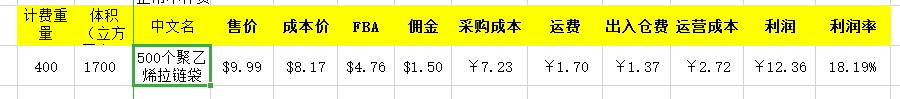 计费重量 体积（立方 中文名 售价 成本价 FBA 佣金 采购成本 运费 出入仓费 运营成本 利润 利润率
400 1700 500个聚乙烯拉链袋 $9.99 $8.17 $4.76 $1.50 ￥7.23 ￥1.70 ￥1.37 ￥2.72 ￥12.36 18.19%